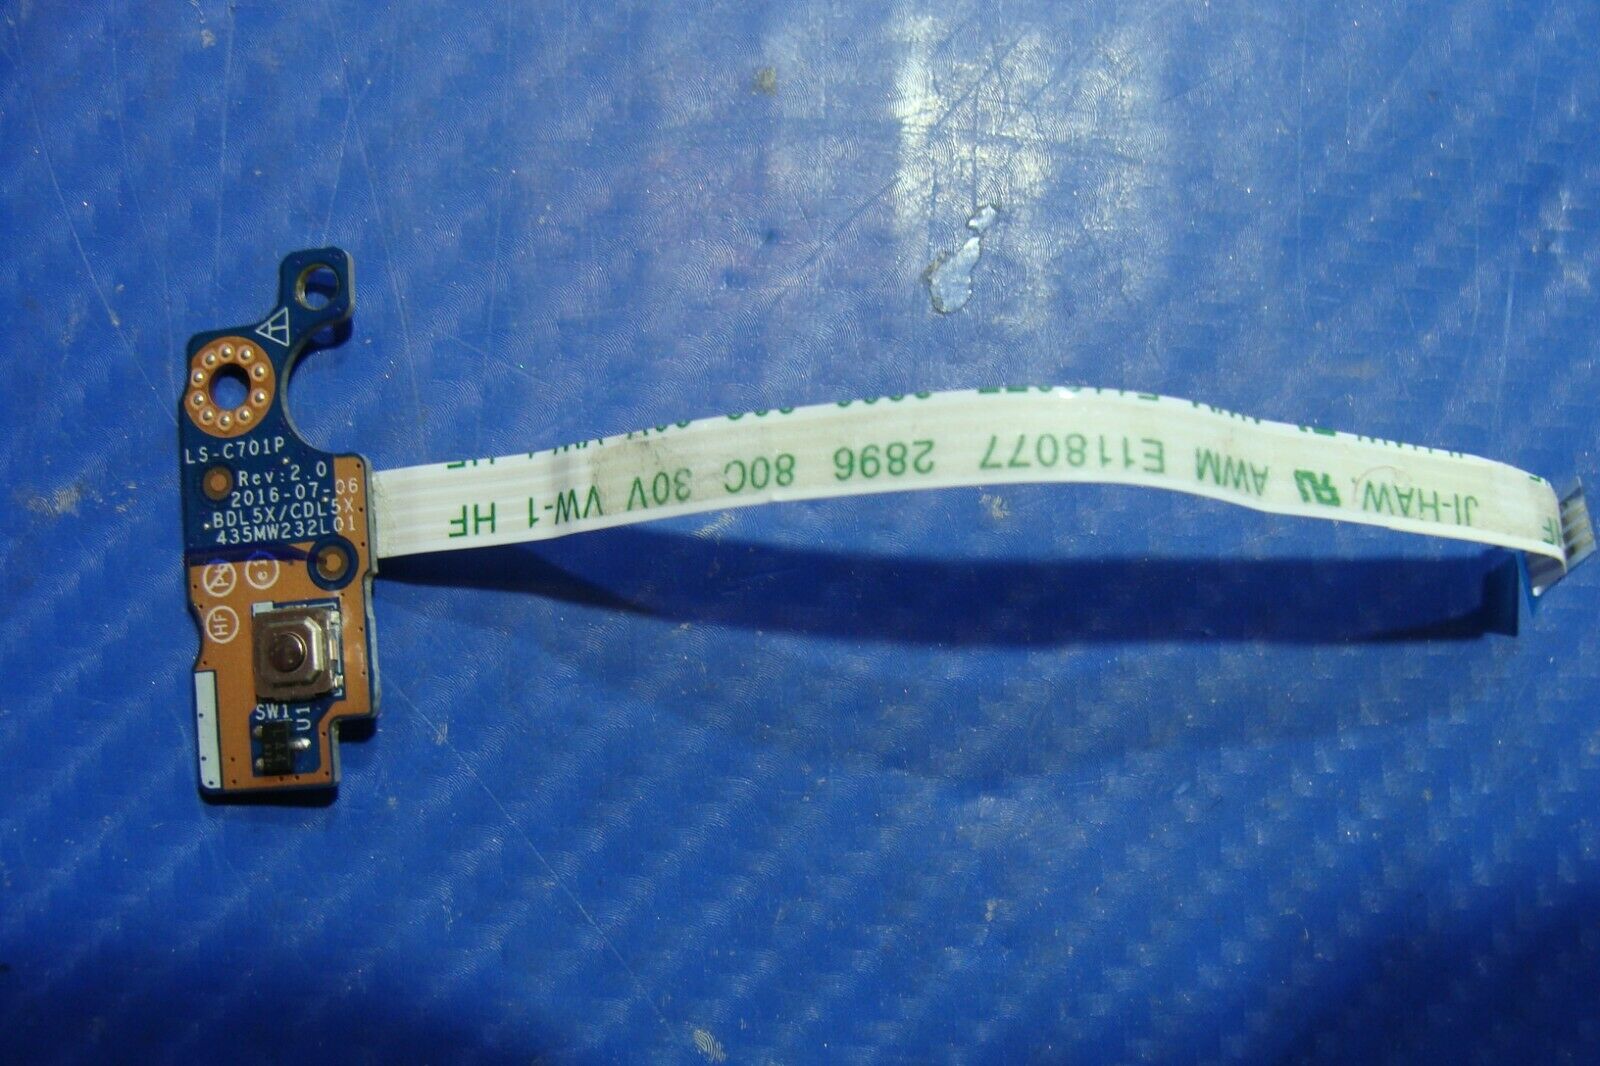 LS-C701P
Rev:2.0
2016-07-06
BDL5X/CDL5X
435MW232L01
HF
SW1
U1
JI-HAW AWM E118077 2896 80C 30V VW-1 HF
HF